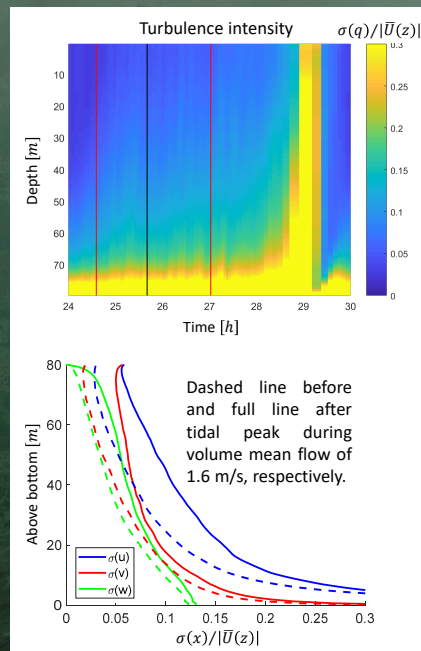 Turbulence intensity
σ(q)/|U̅(z)|
0.3
0.25
0.2
0.15
0.1
0.05
0
10
20
30
40
50
60
70
Depth [m]
24 25 26 27 28 29 30
Time [h]
80
60
40
20
0
Above bottom [m]
Dashed line before
and full line after
tidal peak during
volume mean flow of
1.6 m/s, respectively.
σ(u)
σ(v)
σ(w)
0 0.05 0.1 0.15 0.2 0.25 0.3
σ(x)/|U̅(z)|